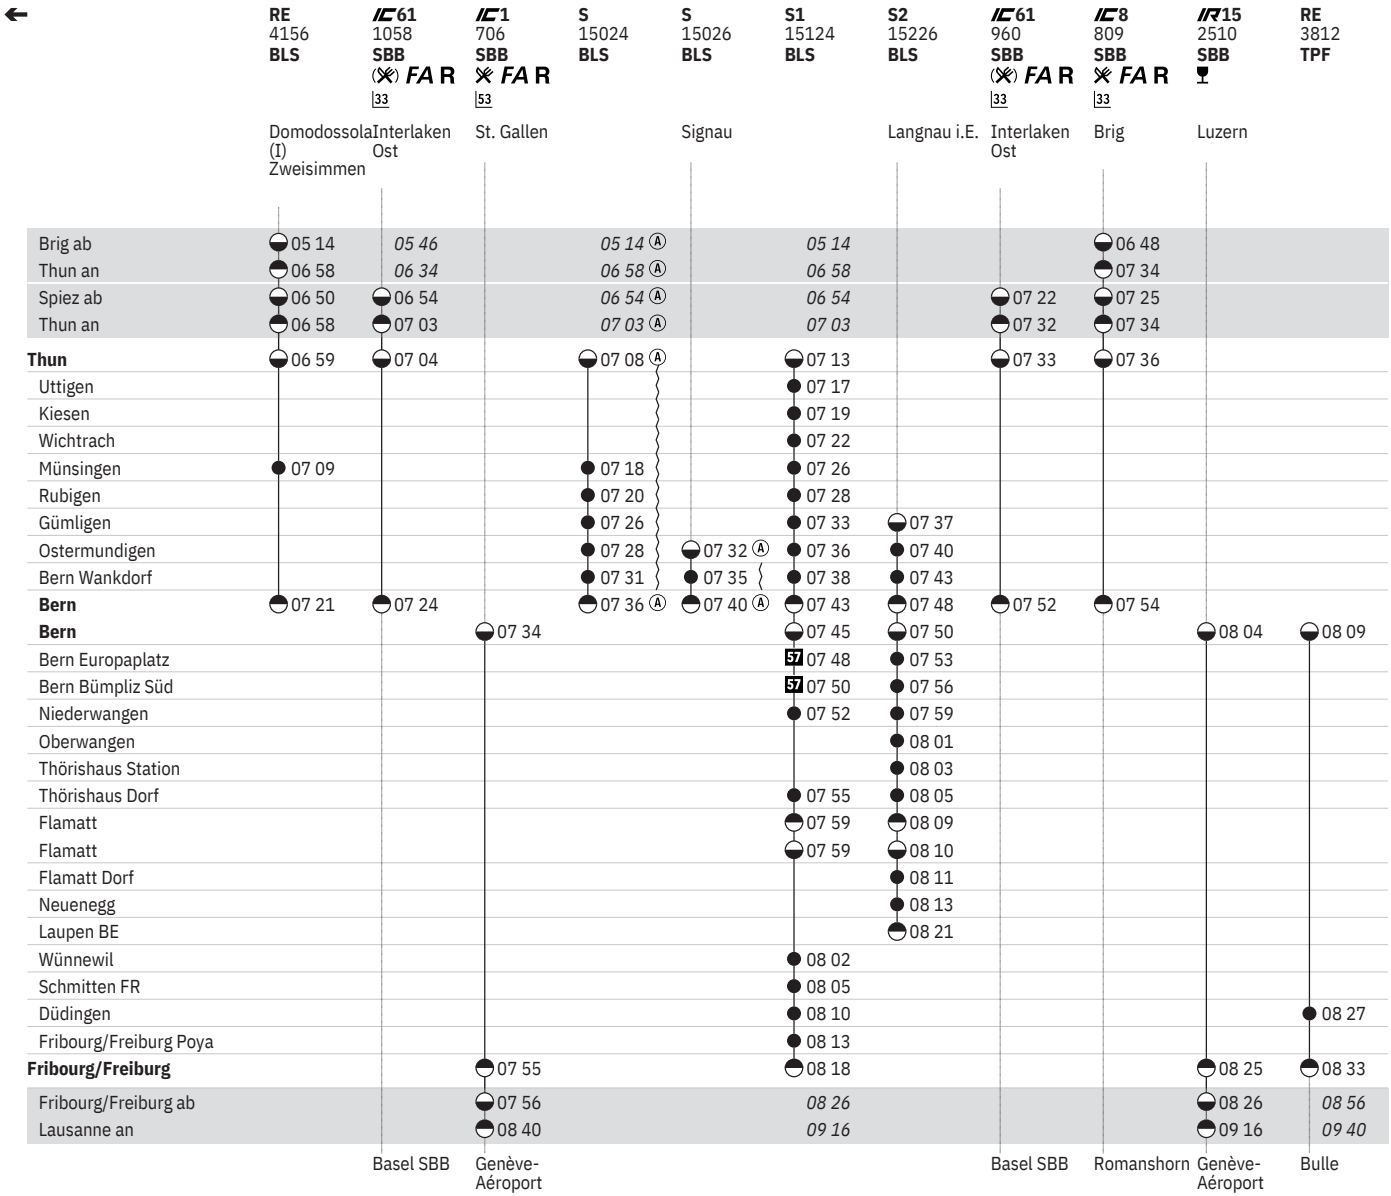 RE IC61 IC1 S S S1 S2 IC61 IC8 IR15 RE
4156 1058 706 15024 15026 15124 15226 960 809 2510 3812
BLS SBB SBB BLS BLS BLS BLS SBB SBB SBB TPF
FA R FA R FA R FA R
33 53 33 33
Domodossola Interlaken St. Gallen Signau Langnau i.E. Interlaken Brig Luzern
(I) Ost Ost
Zweisimmen
Brig ab 05 14 05 46 05 14 A 05 14 06 48
Thun an 06 58 06 34 06 58 A 06 58 07 34
Spiez ab 06 50 06 54 06 54 A 06 54 07 22 07 25
Thun an 06 58 07 03 07 03 A 07 03 07 32 07 34
Thun 06 59 07 04 07 08 A 07 13 07 33 07 36
Uttigen 07 17
Kiesen 07 19
Wichtrach 07 22
Münsingen 07 09 07 18 07 26
Rubigen 07 20 07 28
Gümligen 07 26 07 33 07 37
Ostermundigen 07 28 07 32 A 07 36 07 40
Bern Wankdorf 07 31 07 35 07 38 07 43
Bern 07 21 07 24 07 36 A 07 40 A 07 43 07 48 07 52 07 54
Bern 07 34 07 45 07 50 08 04 08 09
Bern Europaplatz 57 07 48 07 53
Bern Bümpliz Süd 57 07 50 07 56
Niederwangen 07 52 07 59
Oberwangen 08 01
Thörishaus Station 08 03
Thörishaus Dorf 07 55 08 05
Flamatt 07 59 08 09
Flamatt 07 59 08 10
Flamatt Dorf 08 11
Neuenegg 08 13
Laupen BE 08 21
Wünnewil 08 02
Schmitten FR 08 05
Düdingen 08 10 08 27
Fribourg/Freiburg Poya 08 13
Fribourg/Freiburg 07 55 08 18 08 25 08 33
Fribourg/Freiburg ab 07 56 08 26 08 26 08 56
Lausanne an 08 40 09 16 09 16 09 40
Basel SBB Genève- Basel SBB Romanshorn Genève- Bulle
Aéroport Aéroport